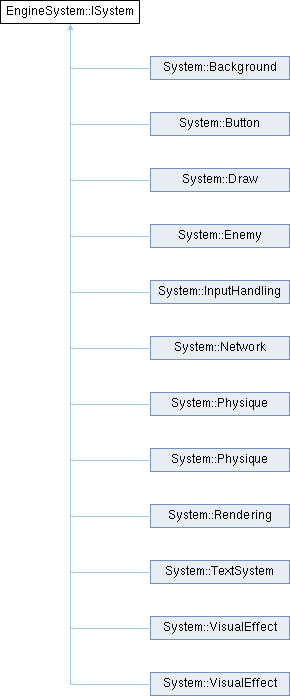 EngineSystem::ISystem
System::Background
System::Button
System::Draw
System::Enemy
System::InputHandling
System::Network
System::Physique
System::Physique
System::Rendering
System::TextSystem
System::VisualEffect
System::VisualEffect